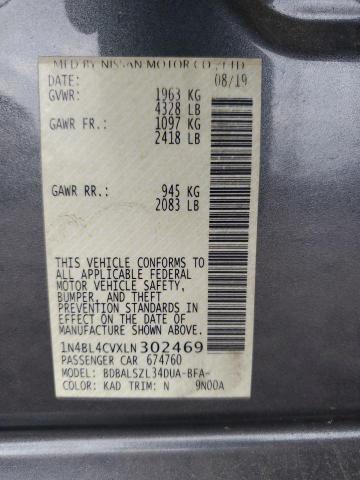 MFD BY NISSAN MOTOR CO., LTD
DATE: 08/19
GVWR: 1963 KG
4328 LB
GAWR FR.: 1097 KG
2418 LB
GAWR RR.: 945 KG
2083 LB
THIS VEHICLE CONFORMS TO
ALL APPLICABLE FEDERAL
MOTOR VEHICLE SAFETY,
BUMPER, AND THEFT
PREVENTION STANDARDS IN
EFFECT ON THE DATE OF
MANUFACTURE SHOWN ABOVE.
1N4BL4CVXLN302469
PASSENGER CAR 674760
MODEL: BDBALSZL34DUA-BFA-
COLOR: KAD TRIM: N 9N00A